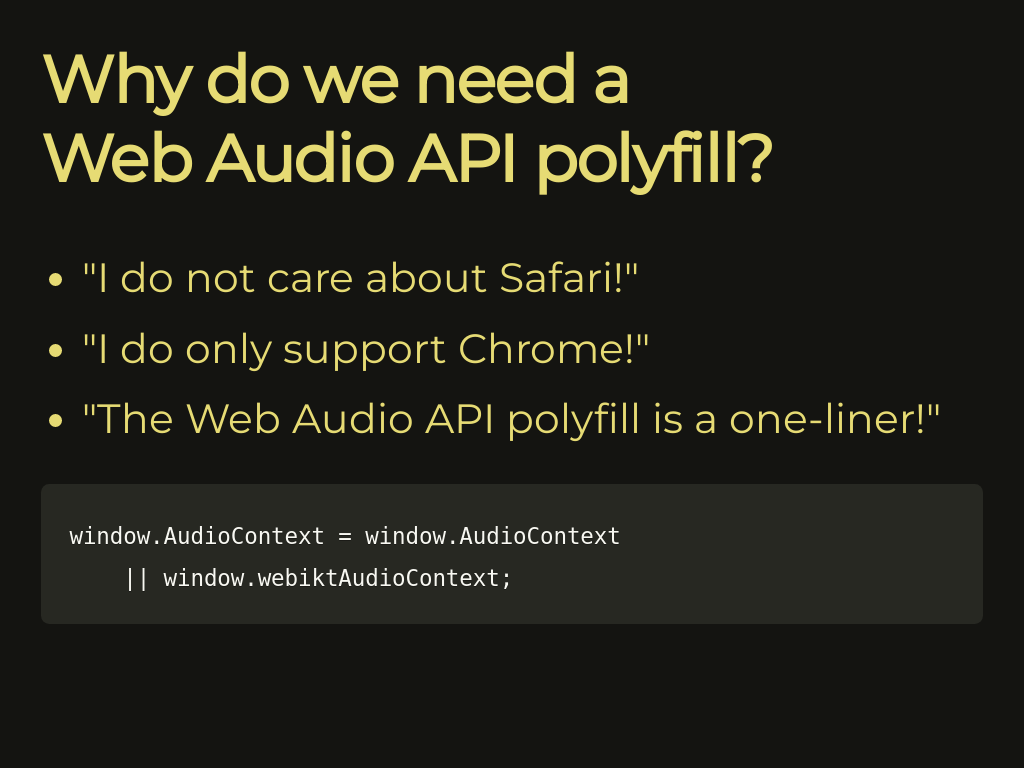 Why do we need a
Web Audio API polyfill?
• "I do not care about Safari!"
• "I do only support Chrome!"
• "The Web Audio API polyfill is a one-liner!"
window.AudioContext = window.AudioContext
    || window.webiktAudioContext;